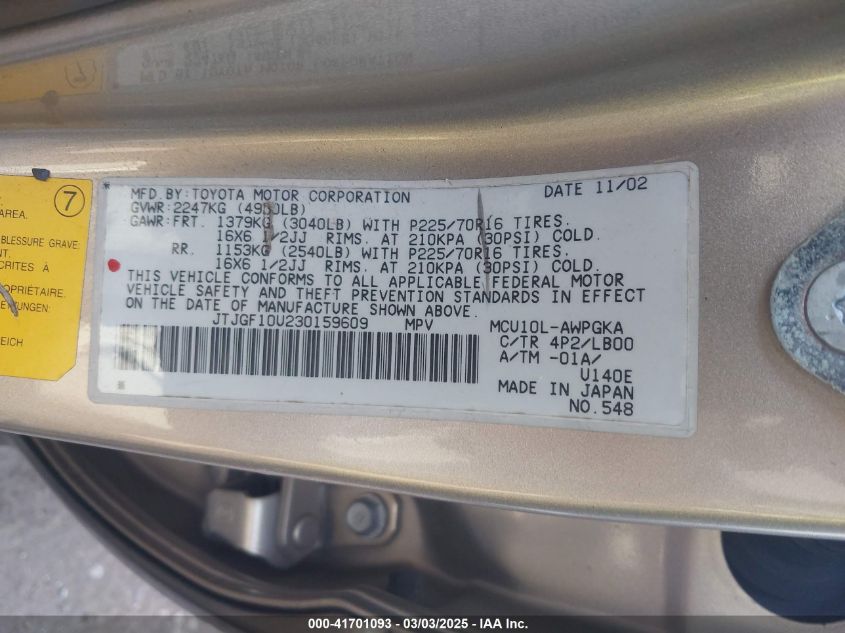 7
AREA.
BLESSURE GRAVE
NT.
CRITES À
PROPRIÉTAIRE.
EICH
MFD. BY: TOYOTA MOTOR CORPORATION DATE 11/02
GVWR: 2247KG (4950LB)
GAWR: FRT. 1379KG (3040LB) WITH P225/70R16 TIRES.
16X6 1/2JJ RIMS. AT 210KPA (30PSI) COLD.
RR. 1153KG (2540LB) WITH P225/70R16 TIRES.
16X6 1/2JJ RIMS. AT 210KPA (30PSI) COLD.
THIS VEHICLE CONFORMS TO ALL APPLICABLE FEDERAL MOTOR
VEHICLE SAFETY AND THEFT PREVENTION STANDARDS IN EFFECT
ON THE DATE OF MANUFACTURE SHOWN ABOVE.
JTJGF10U230159609 MPV MCU10L-AWPGKA
C/TR 4P2/LB00
A/TM -01A/
U140E
MADE IN JAPAN
NO.548
000-41701093 - 03/03/2025 - IAAI.COM